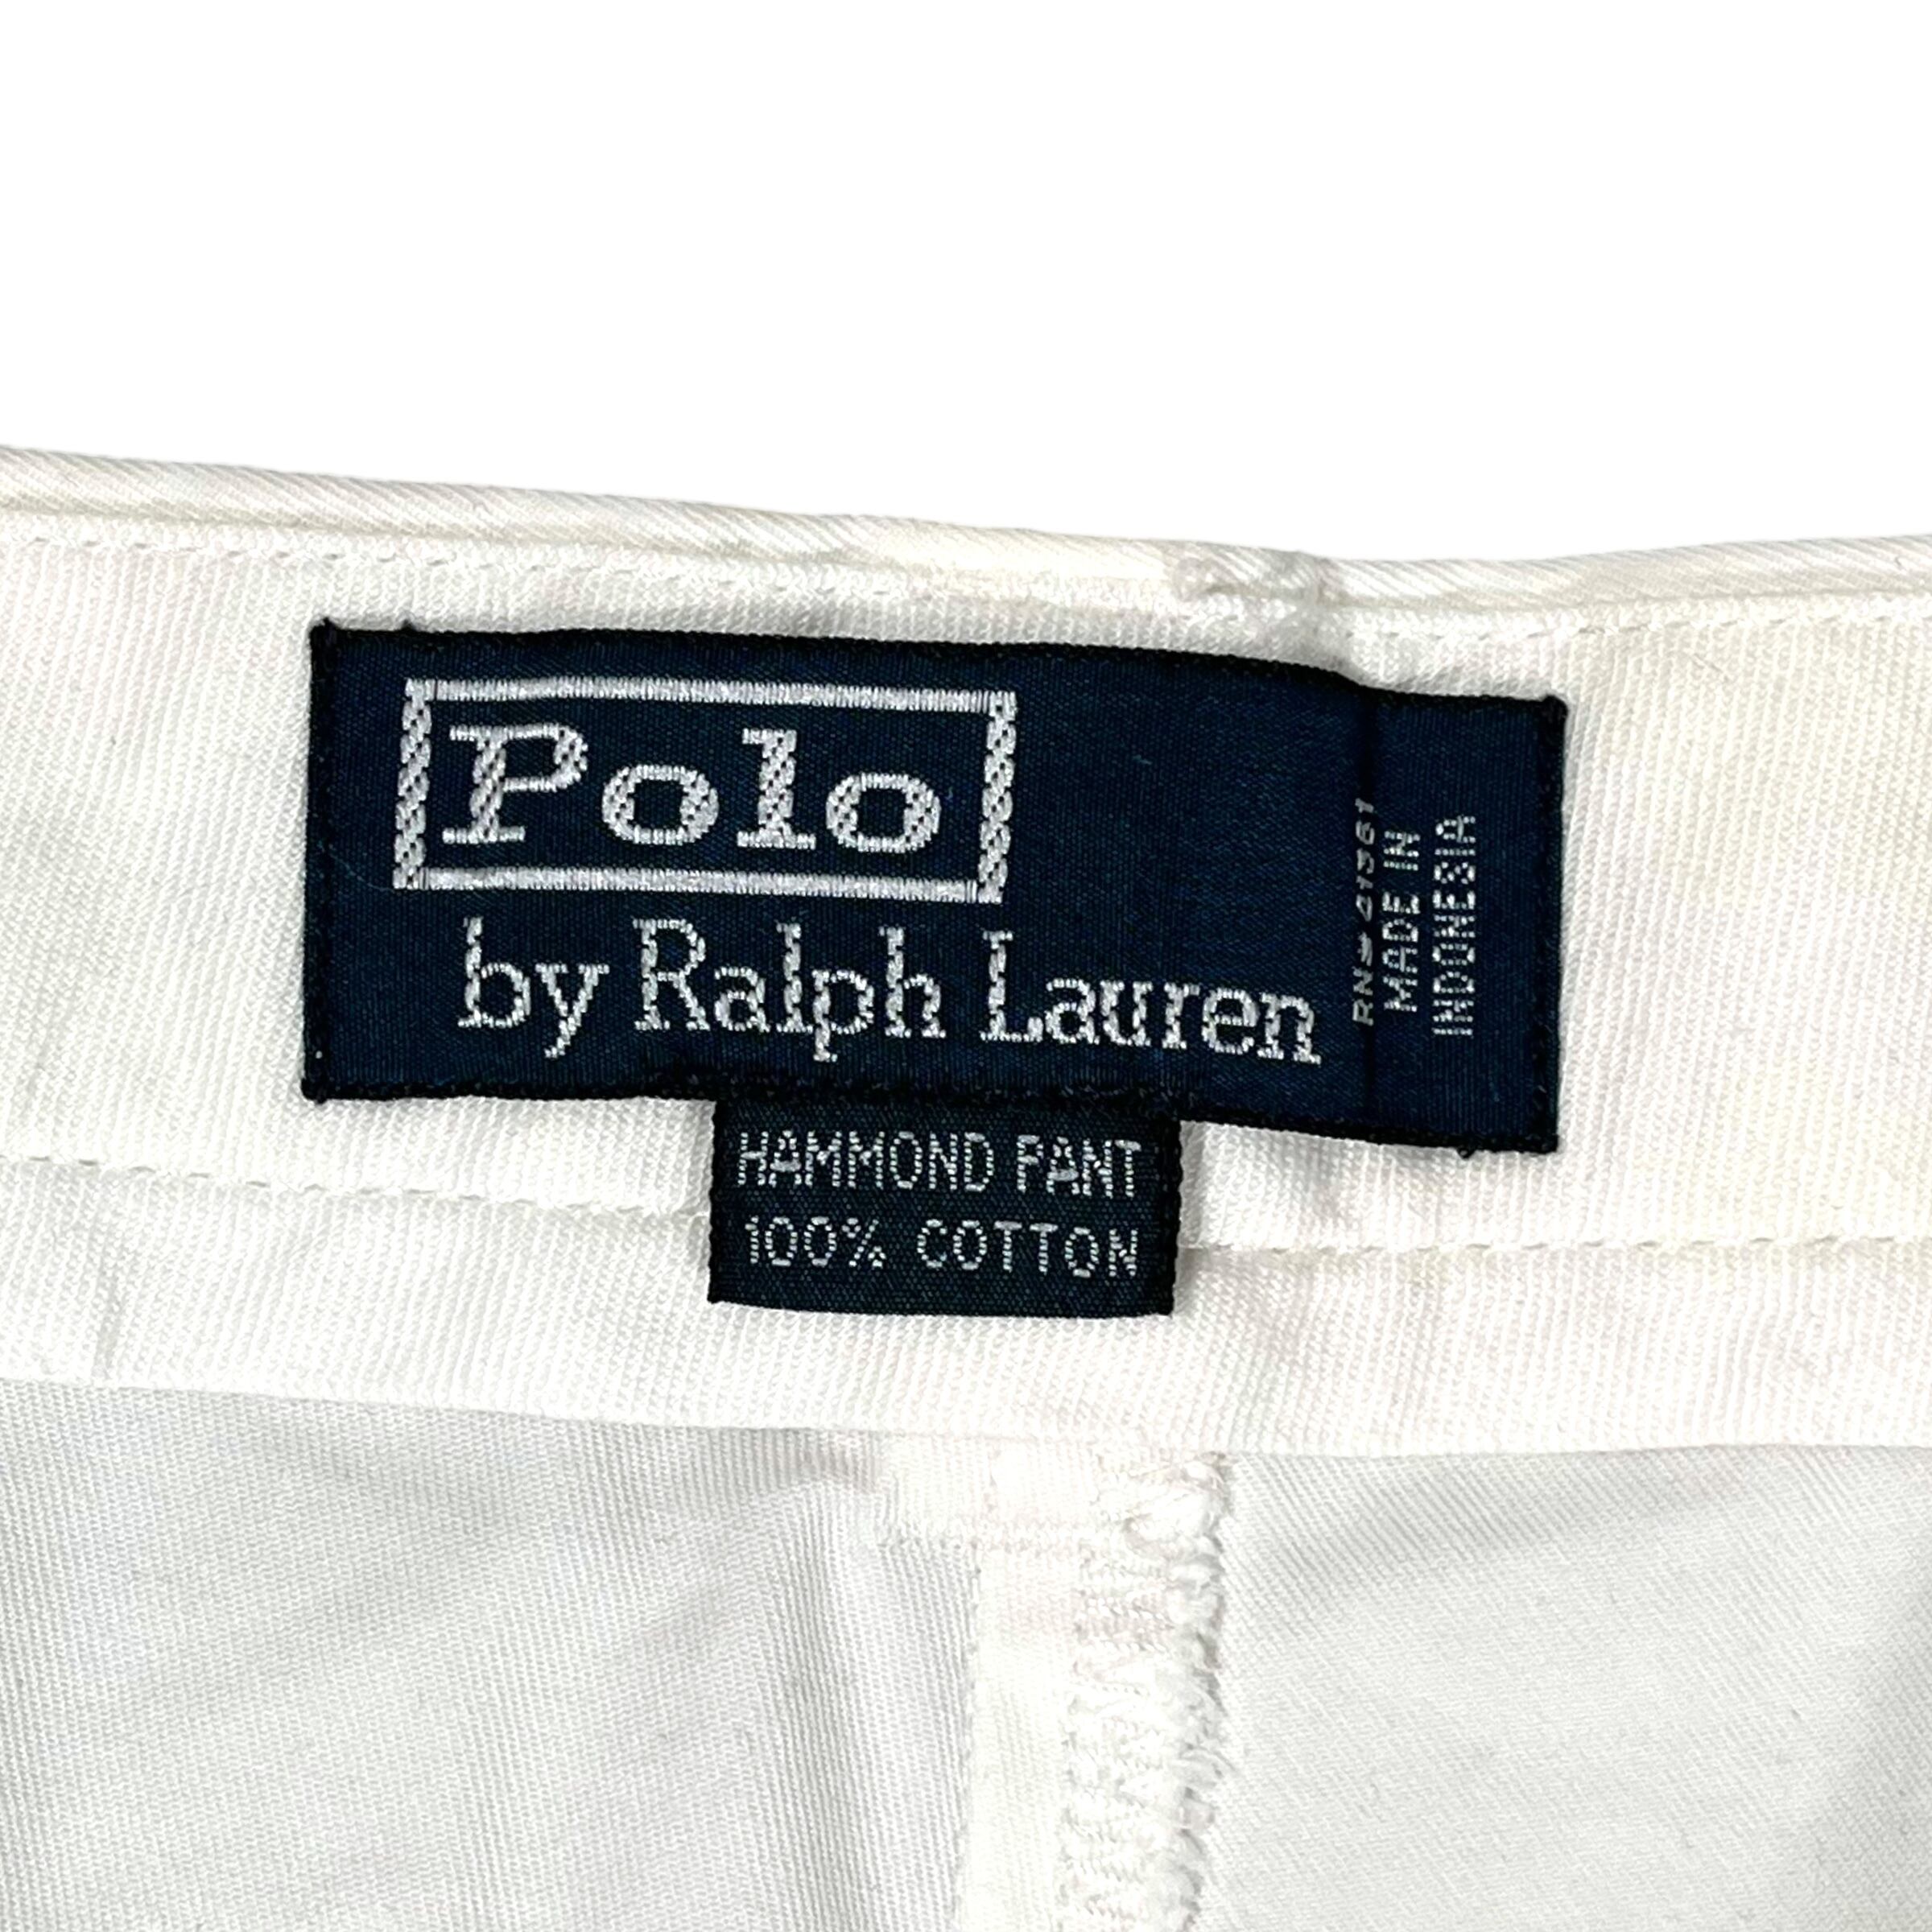 Polo
by Ralph Lauren
RN# 41381
MADE IN
INDONESIA
HAMMOND PANT
100% COTTON